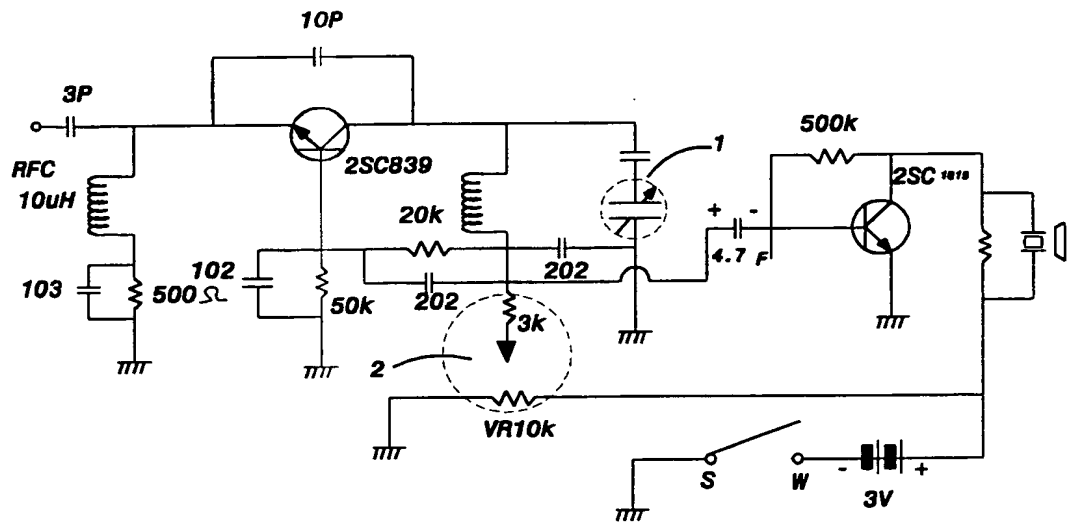 10P
3P
RFC
10uH
2SC839
1
500k
2SC 1815
20k
+ -
4.7 F
102
202
202
103
500Ω
50k
3k
2
VR10k
S W
- +
3V